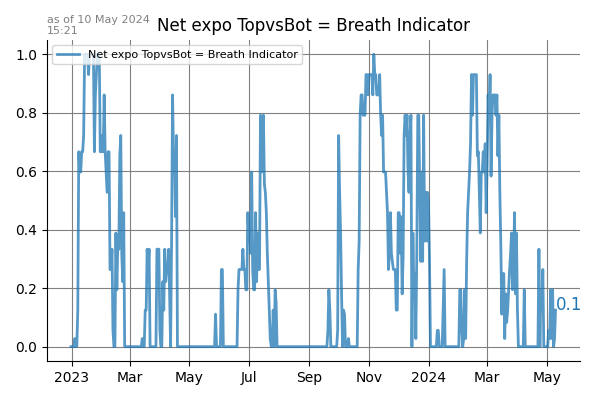 as of 10 May 2024
15:21
Net expo TopvsBot = Breath Indicator
Net expo TopvsBot = Breath Indicator
1.0
0.8
0.6
0.4
0.2
0.0
0.1
2023 Mar May Jul Sep Nov 2024 Mar May